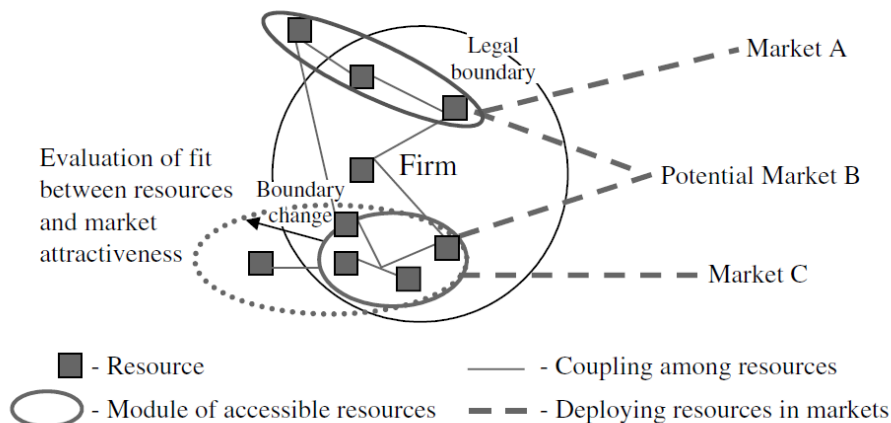 Legal
boundary
Market A
Evaluation of fit
between resources
and market
attractiveness
Firm
Boundary
change
Potential Market B
Market C
- Resource
- Coupling among resources
- Module of accessible resources
- Deploying resources in markets